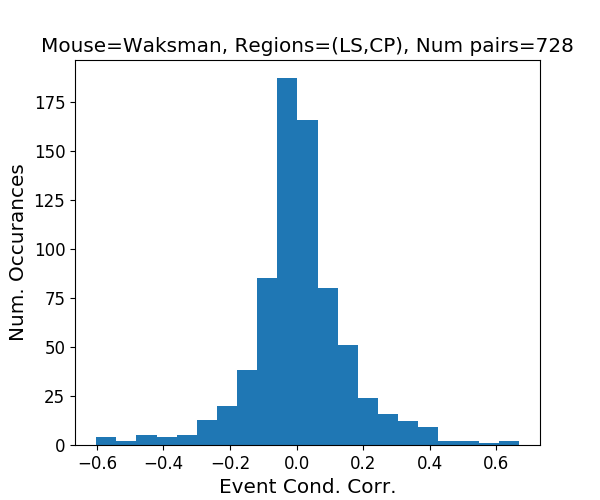 Mouse=Waksman, Regions=(LS,CP), Num pairs=728
175
150
125
100
75
50
25
0
Num. Occurances
−0.6 −0.4 −0.2 0.0 0.2 0.4 0.6
Event Cond. Corr.